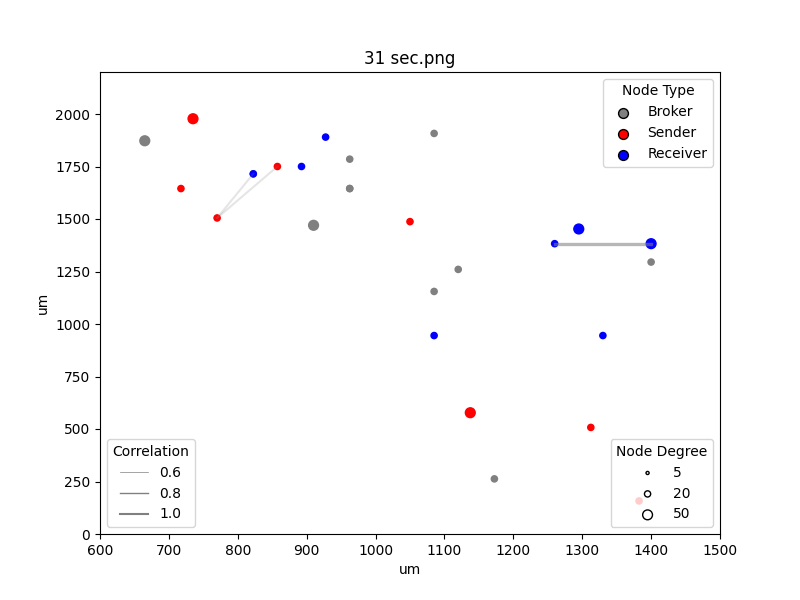 31 sec.png
um
2000
1750
1500
1250
1000
750
500
250
0
600 700 800 900 1000 1100 1200 1300 1400 1500
um
Node Type
Broker
Sender
Receiver
Correlation
0.6
0.8
1.0
Node Degree
5
20
50